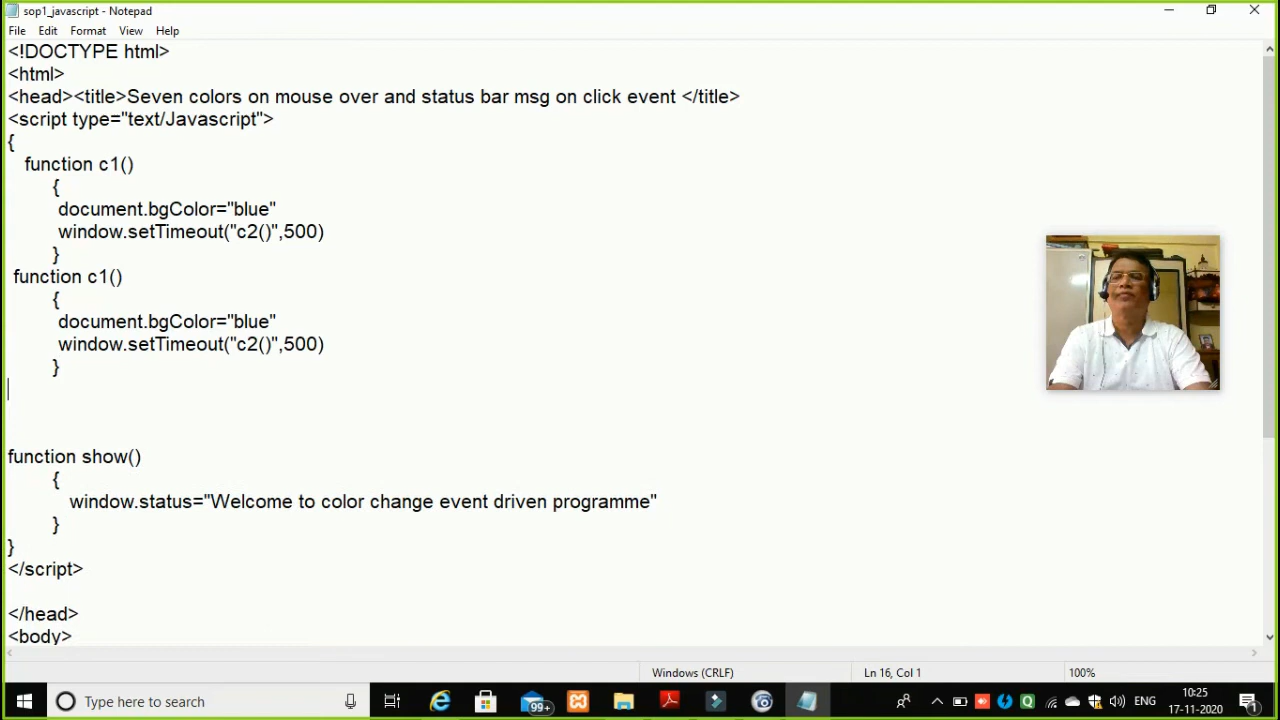 sop1_javascript - Notepad
File Edit Format View Help
<!DOCTYPE html>
<html>
<head><title>Seven colors on mouse over and status bar msg on click event </title>
<script type="text/Javascript">
{
function c1()
{
document.bgColor="blue"
window.setTimeout("c2()",500)
}
function c1()
{
document.bgColor="blue"
window.setTimeout("c2()",500)
}
function show()
{
window.status="Welcome to color change event driven programme"
}
}
</script>
</head>
<body>
Windows (CRLF) Ln 16, Col 1 100%
Type here to search 99+ ENG 10:25
17-11-2020 1